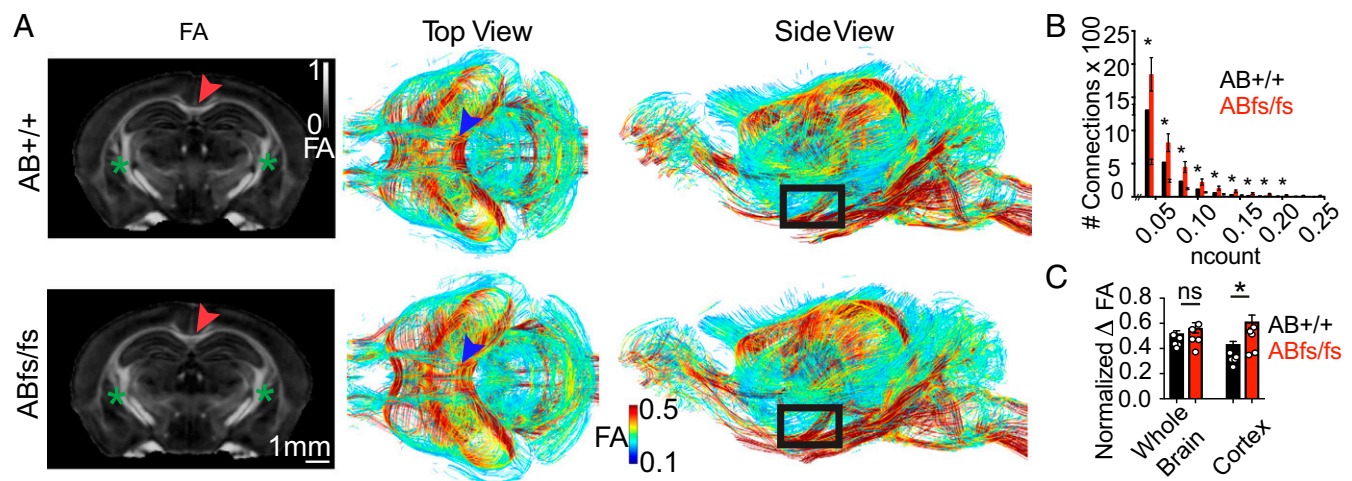 A
FA
Top View
Side View
AB+/+
1
0
FA
ABfs/fs
1mm
FA
0.5
0.1
B
# Connections x 100
25
20
15
10
5
0
* * * * * * * * *
AB+/+
ABfs/fs
0.05
0.10
0.15
0.20
0.25
ncount
C
Normalized Δ FA
0.8
0.6
0.4
0.2
0.0
ns
*
AB+/+
ABfs/fs
Whole
Brain
Cortex